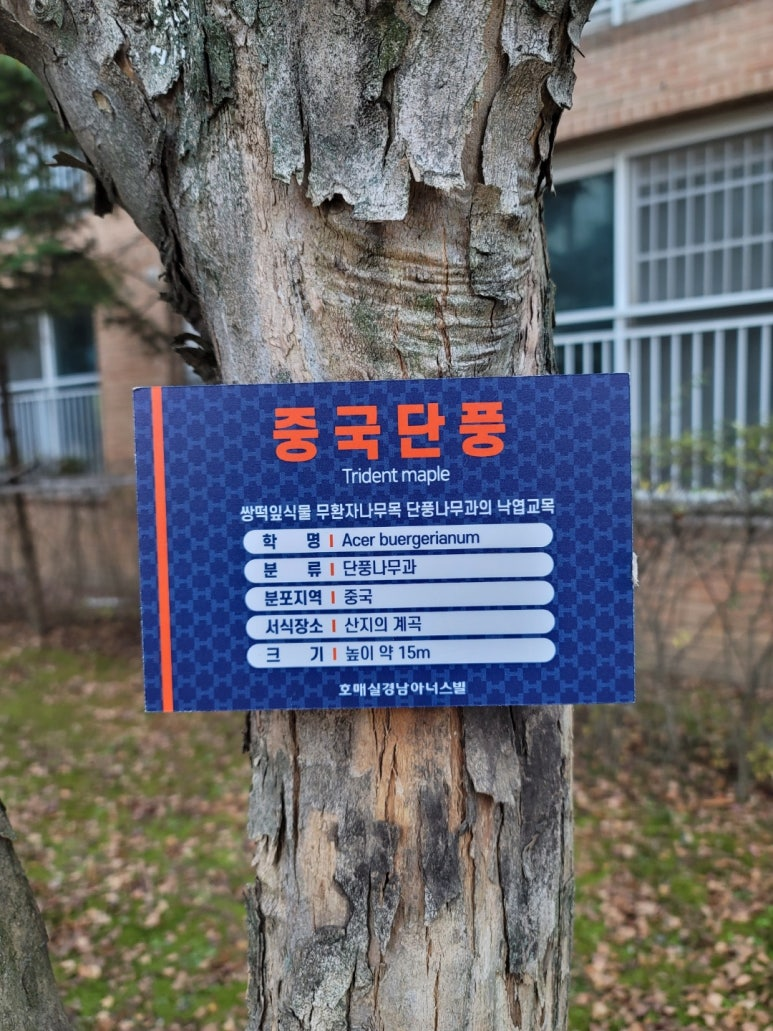 중국단풍
Trident maple
쌍떡잎식물 무환자나무목 단풍나무과의 낙엽교목
학 명 | Acer buergerianum
분 류 | 단풍나무과
분포지역 | 중국
서식장소 | 산지의 계곡
크 기 | 높이 약 15m
호매실경남아너스빌